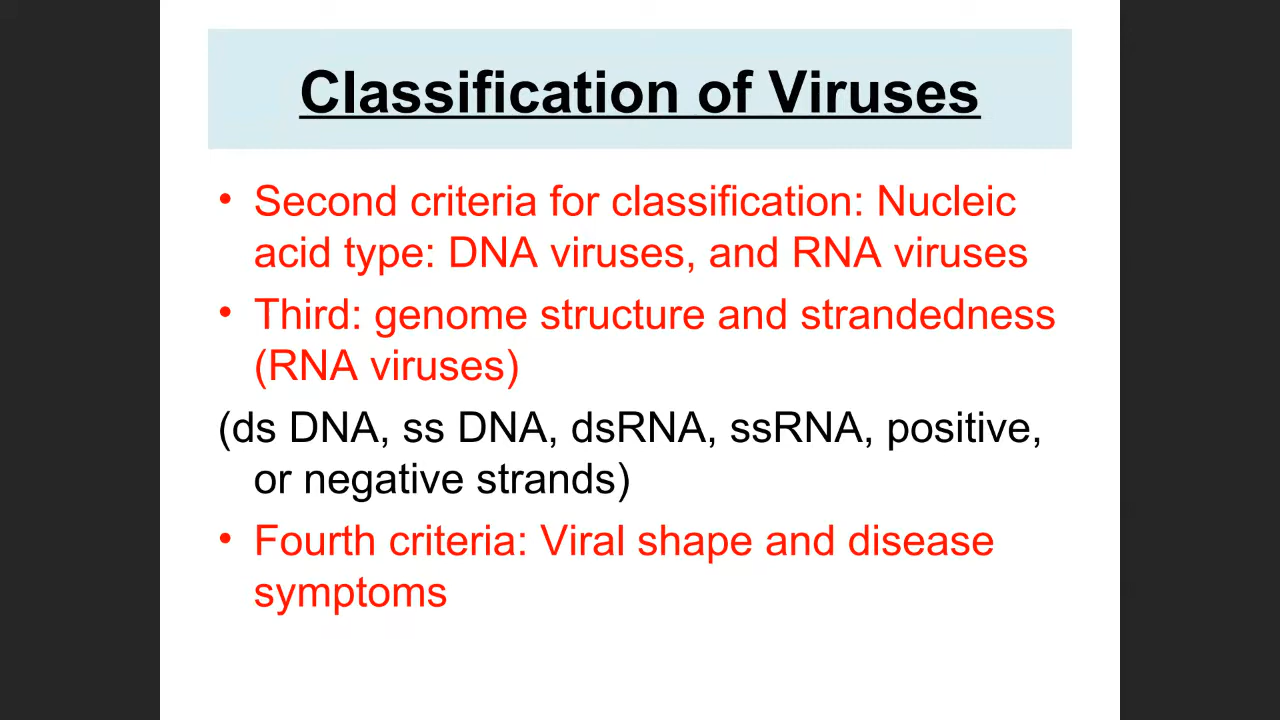 Classification of Viruses
• Second criteria for classification: Nucleic
acid type: DNA viruses, and RNA viruses
• Third: genome structure and strandedness
(RNA viruses)
(ds DNA, ss DNA, dsRNA, ssRNA, positive,
or negative strands)
• Fourth criteria: Viral shape and disease
symptoms